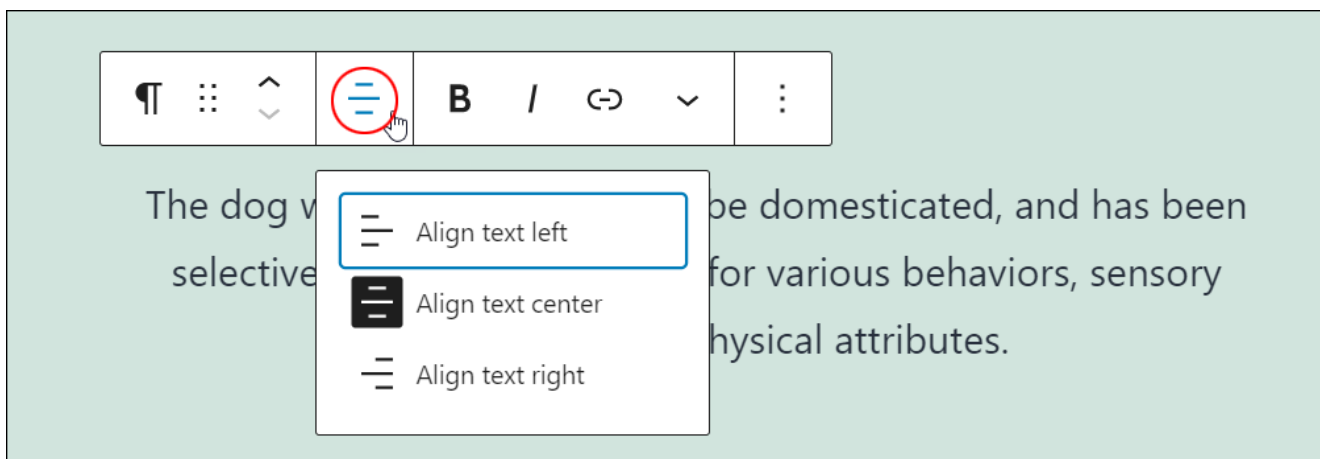 ¶ B I
The dog be domesticated, and has been
Align text left
selective for various behaviors, sensory
Align text center
hysical attributes.
Align text right